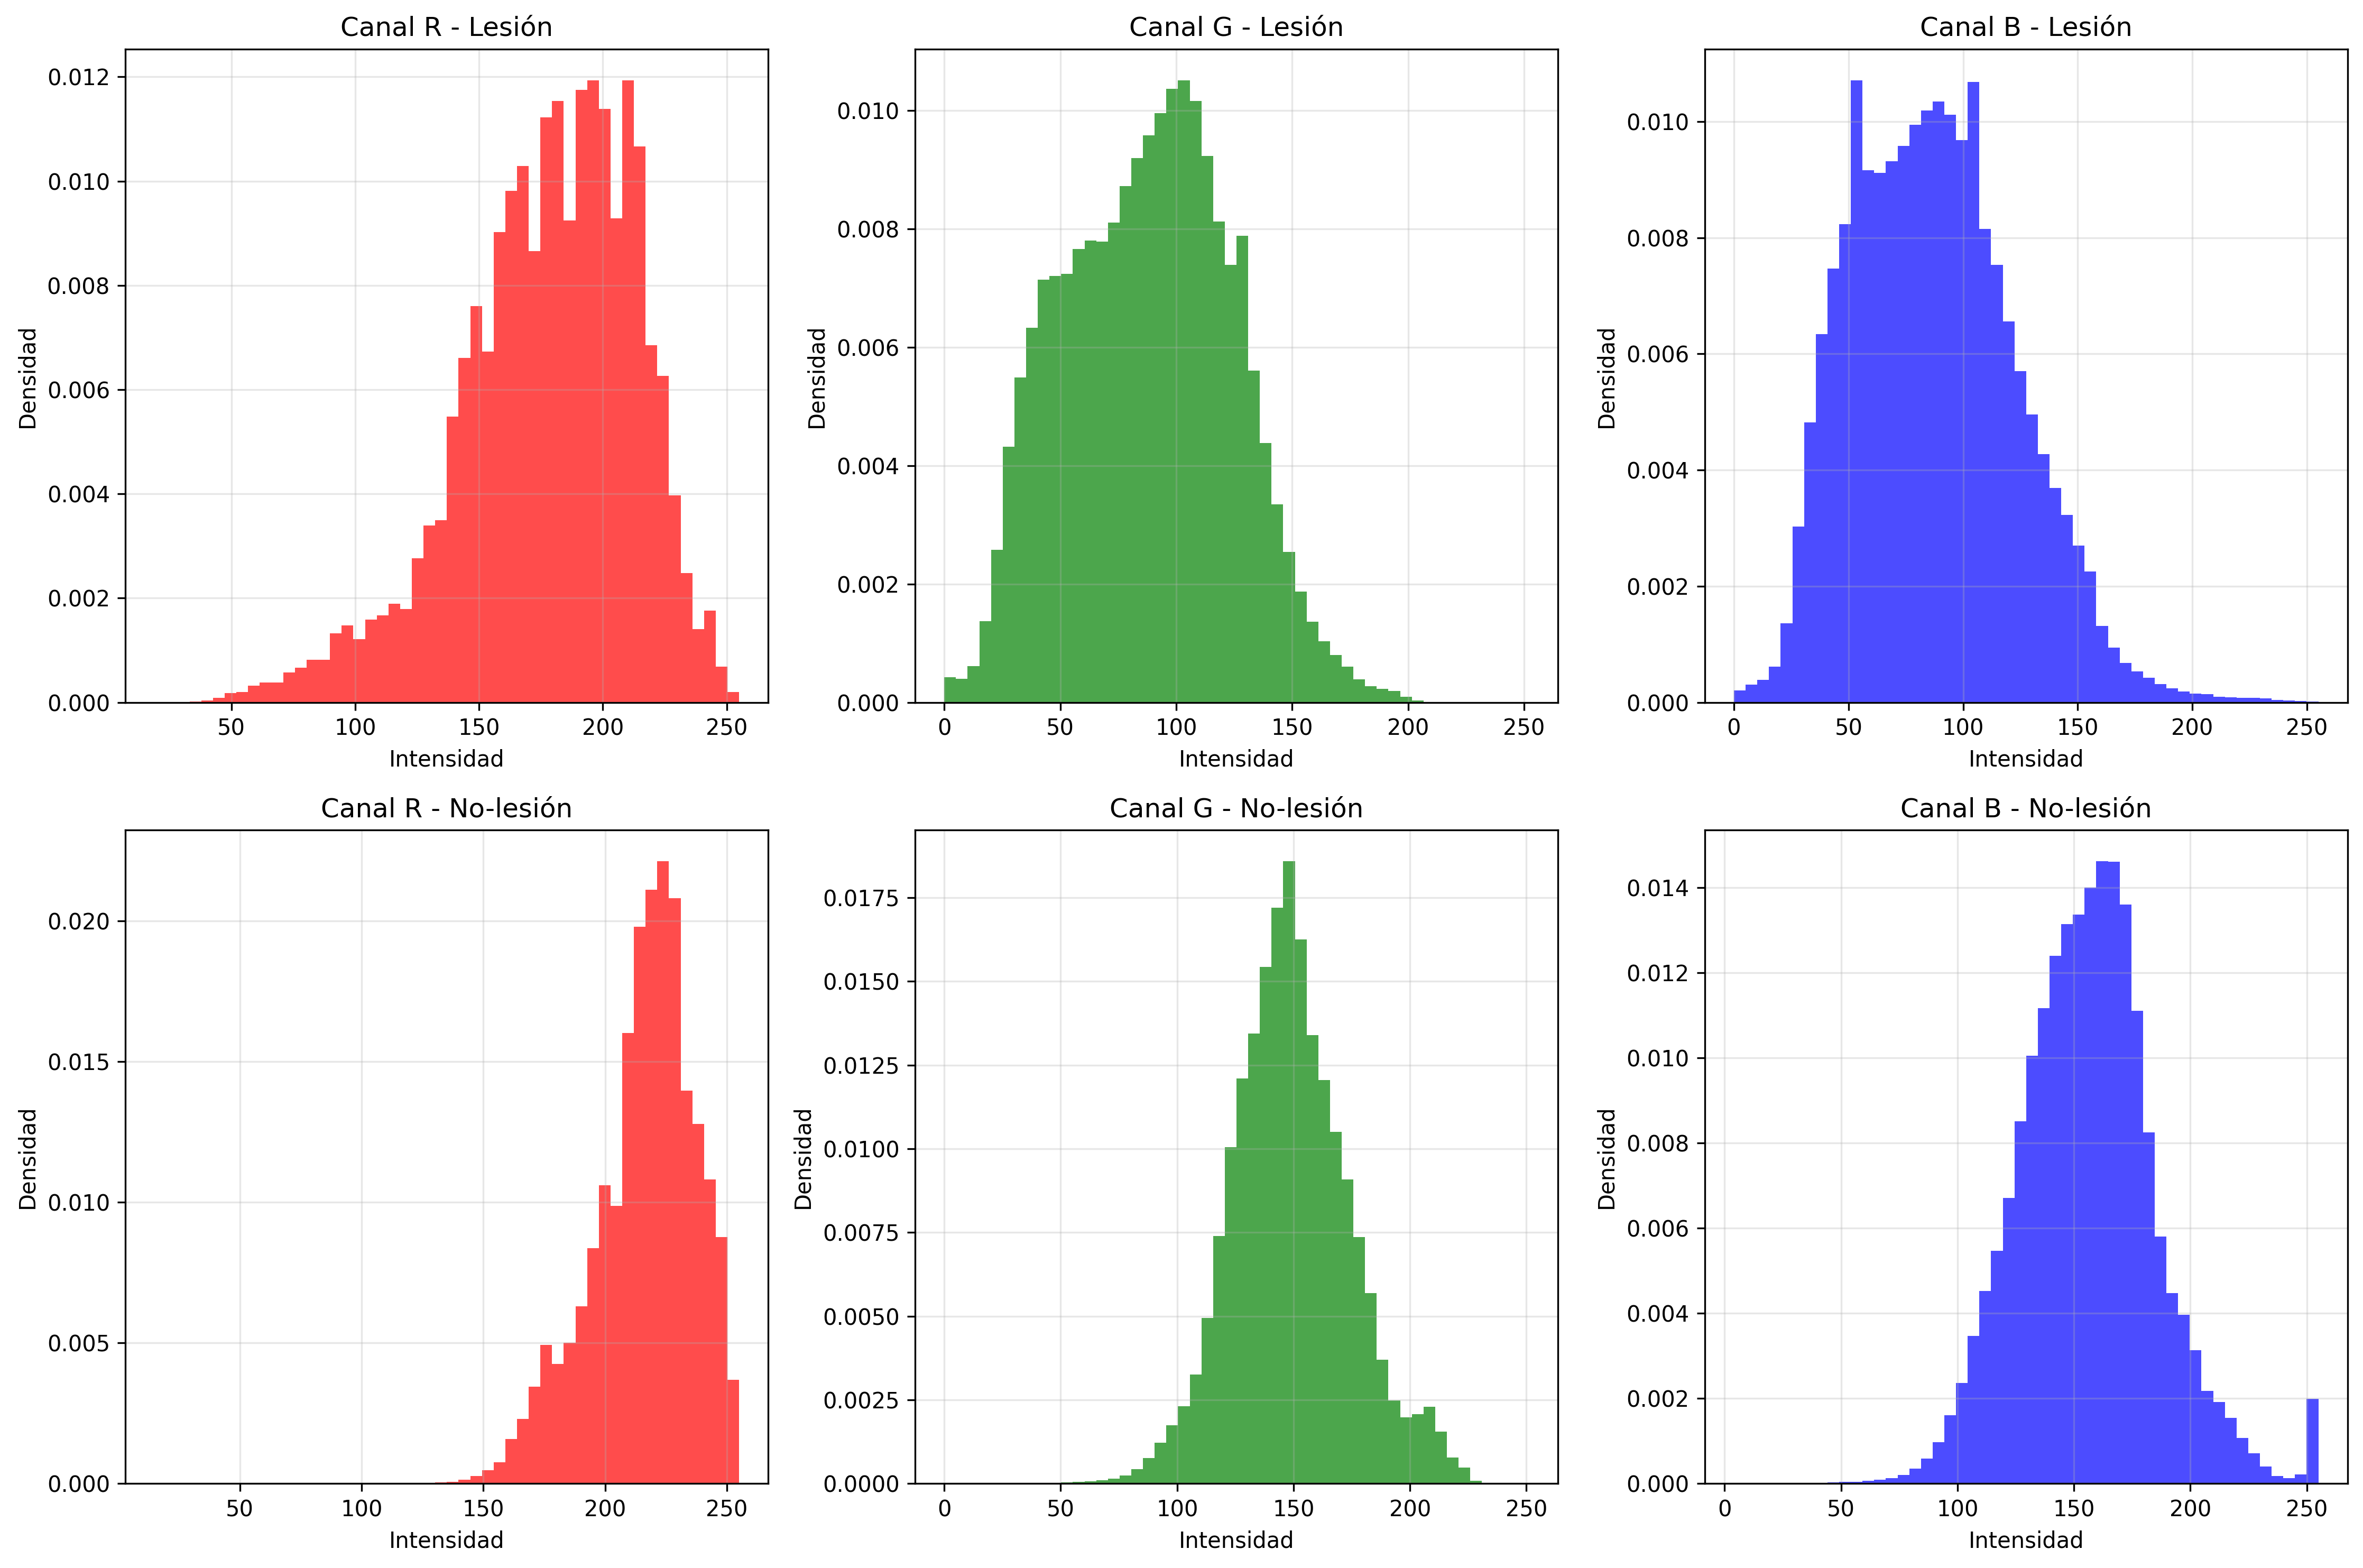 Canal R - Lesión
Canal G - Lesión
Canal B - Lesión
0.012
0.010
0.008
0.006
0.004
0.002
0.000
Densidad
50 100 150 200 250
Intensidad
0.010
0.008
0.006
0.004
0.002
0.000
Densidad
0 50 100 150 200 250
Intensidad
0.010
0.008
0.006
0.004
0.002
0.000
Densidad
0 50 100 150 200 250
Intensidad
Canal R - No-lesión
Canal G - No-lesión
Canal B - No-lesión
0.020
0.015
0.010
0.005
0.000
Densidad
50 100 150 200 250
Intensidad
0.0175
0.0150
0.0125
0.0100
0.0075
0.0050
0.0025
0.0000
Densidad
0 50 100 150 200 250
Intensidad
0.014
0.012
0.010
0.008
0.006
0.004
0.002
0.000
Densidad
0 50 100 150 200 250
Intensidad